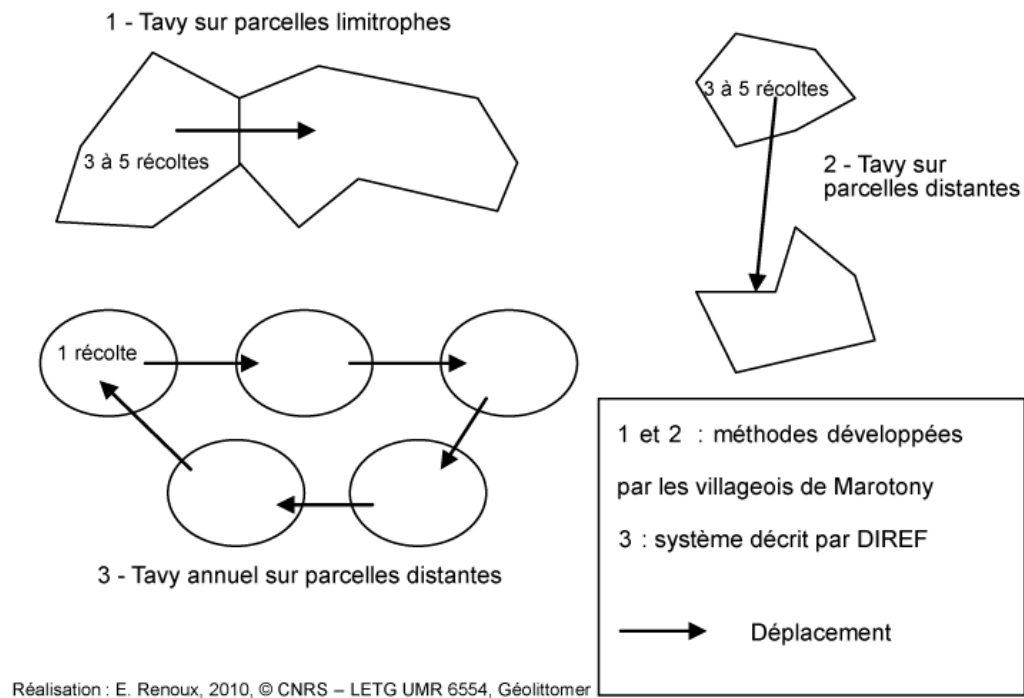 1 - Tavy sur parcelles limitrophes
3 à 5 récoltes
3 à 5 récoltes
2 - Tavy sur
parcelles distantes
1 récolte
3 - Tavy annuel sur parcelles distantes
1 et 2 : méthodes développées
par les villageois de Marotony
3 : système décrit par DIREF
Déplacement
Réalisation : E. Renoux, 2010, © CNRS – LETG UMR 6554, Géolittomer